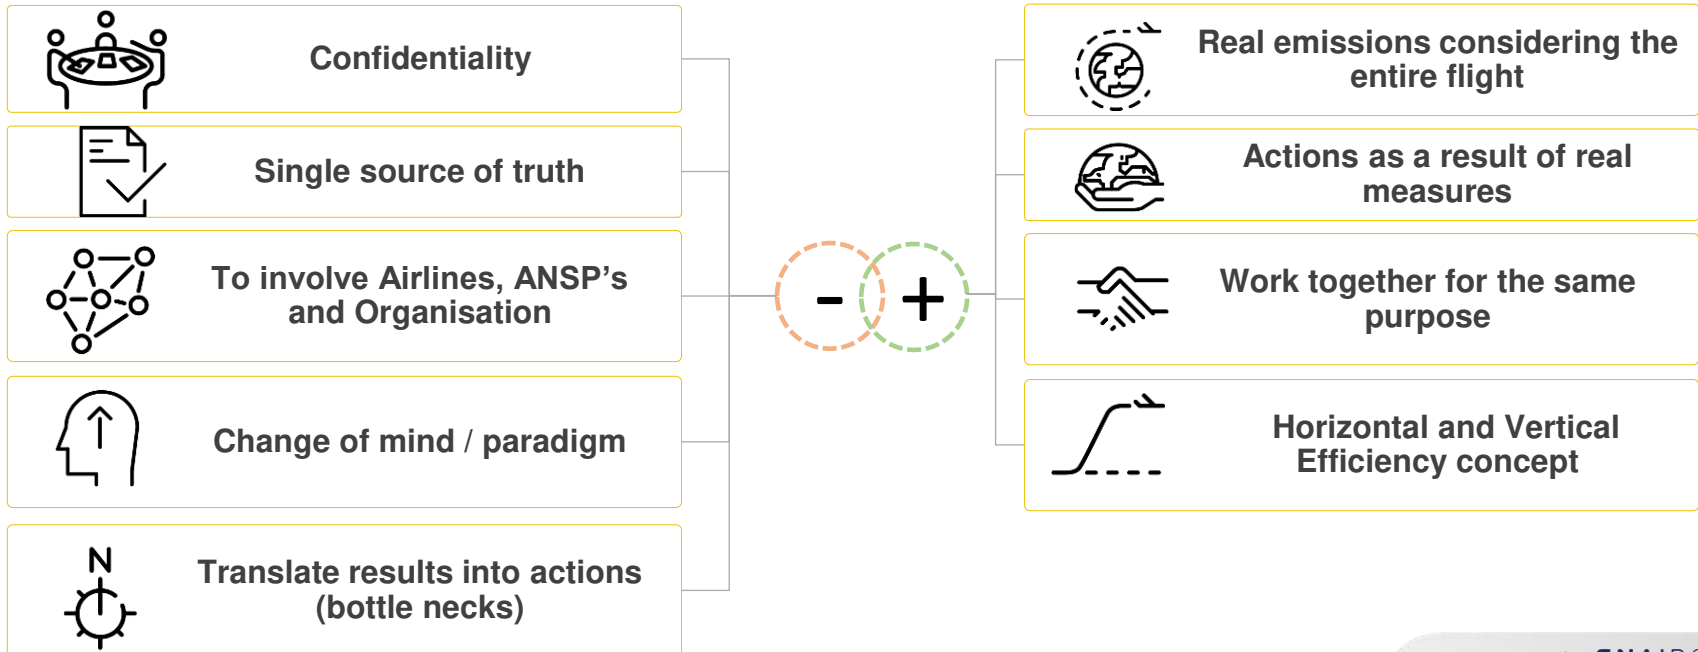 Confidentiality
Single source of truth
To involve Airlines, ANSP's
and Organisation
Change of mind / paradigm
N
Translate results into actions
(bottle necks)
-
+
Real emissions considering the
entire flight
Actions as a result of real
measures
Work together for the same
purpose
Horizontal and Vertical
Efficiency concept